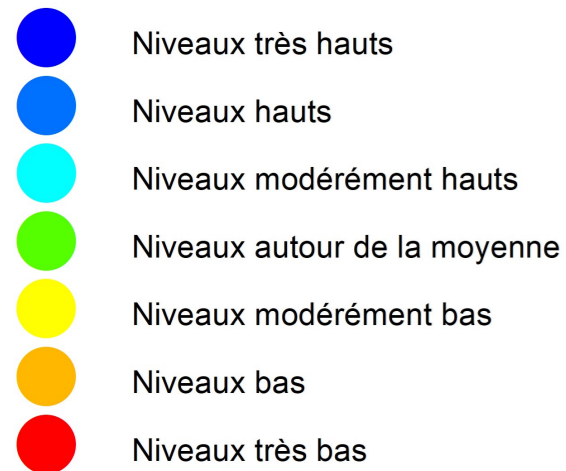 Niveaux très hauts
Niveaux hauts
Niveaux modérément hauts
Niveaux autour de la moyenne
Niveaux modérément bas
Niveaux bas
Niveaux très bas